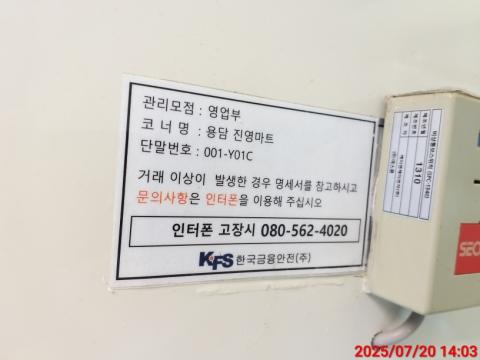 관리모점 : 영업부
코 너 명 : 용담 진영마트
단말번호 : 001-Y01C
거래 이상이 발생한 경우 명세서를 참고하시고
문의사항은 인터폰을 이용해 주십시오
인터폰 고장시 080-562-4020
KFS 한국금융안전(주)
1310
SEO
2025/07/20 14:03